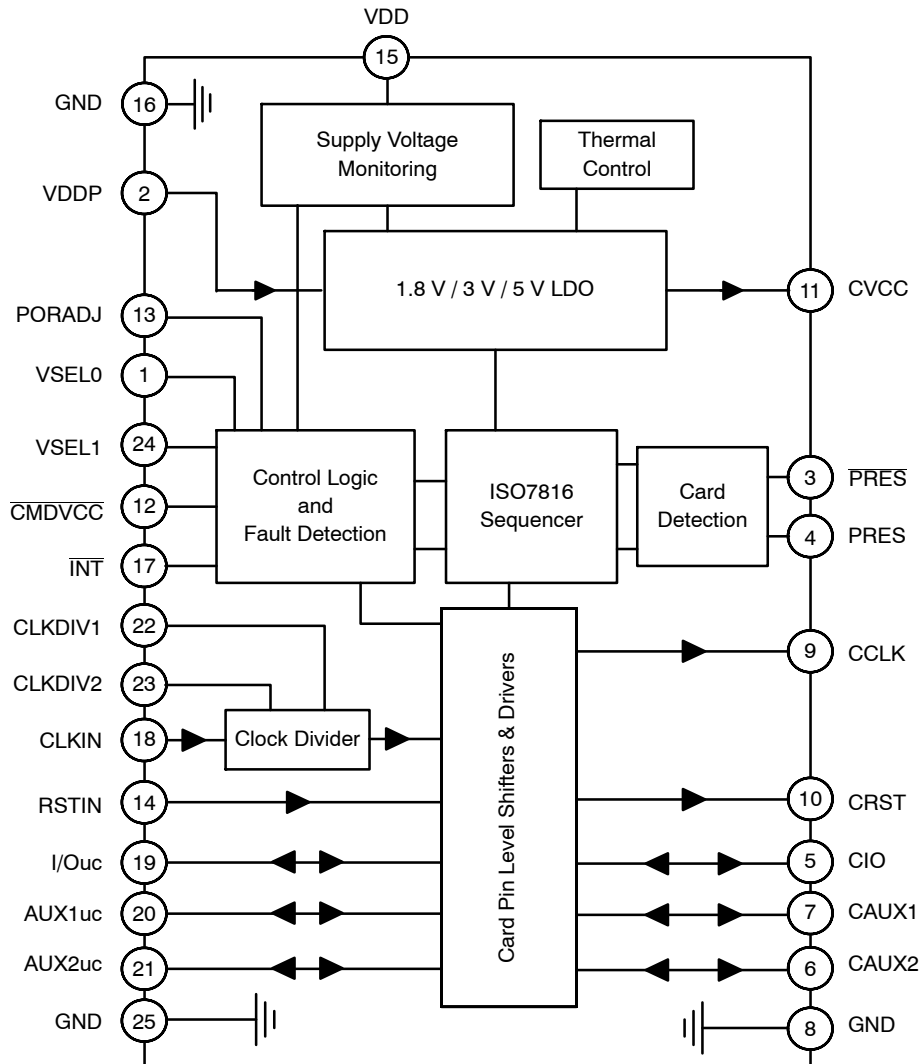 VDD
15
GND
16
Supply Voltage
Monitoring
Thermal
Control
VDDP
2
1.8 V / 3 V / 5 V LDO
11
CVCC
PORADJ
13
VSEL0
1
VSEL1
24
CMDVCC
12
INT
17
Control Logic
and
Fault Detection
ISO7816
Sequencer
Card
Detection
3
PRES
4
PRES
CLKDIV1
22
CLKDIV2
23
CLKIN
18
Clock Divider
Card Pin Level Shifters & Drivers
9
CCLK
RSTIN
14
10
CRST
I/Ouc
19
5
CIO
AUX1uc
20
7
CAUX1
AUX2uc
21
6
CAUX2
GND
25
8
GND